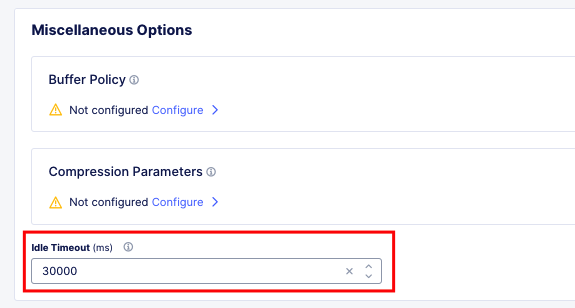 Miscellaneous Options
Buffer Policy
Not configured Configure
Compression Parameters
Not configured Configure
Idle Timeout (ms)
30000